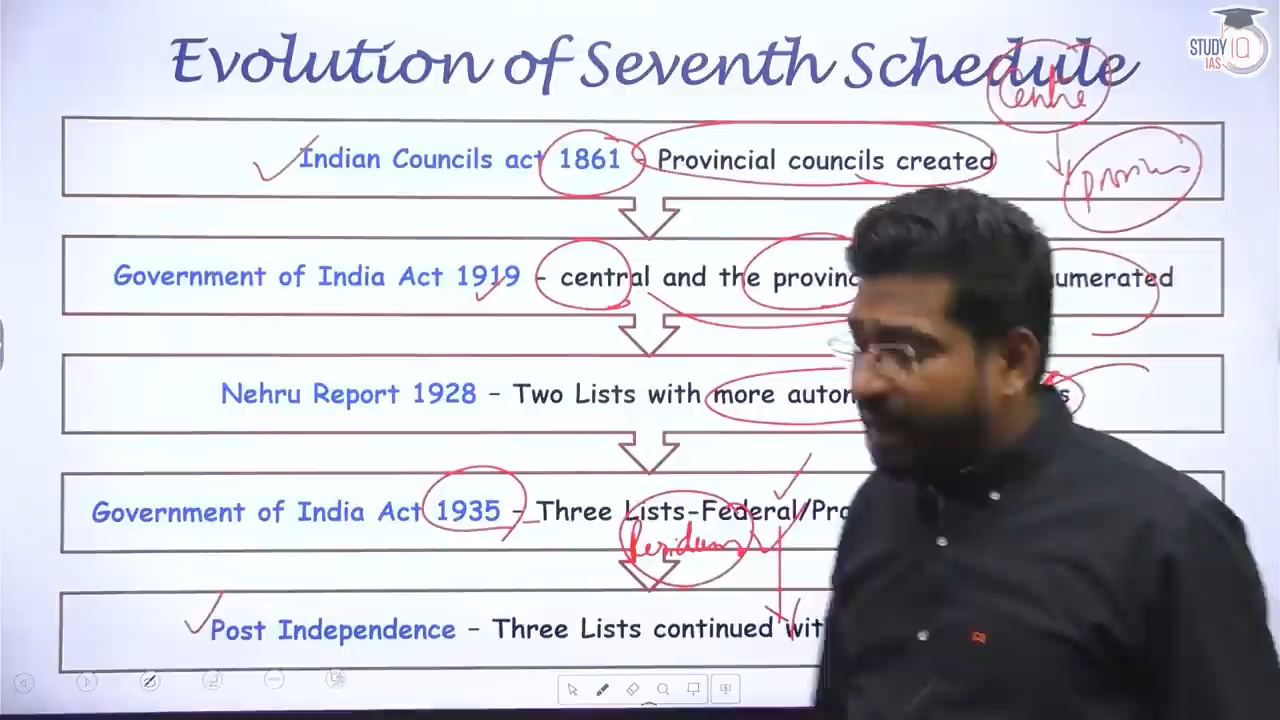 Evolution of Seventh Schedule
STUDY IQ
IAS
Centre
Indian Councils act 1861 - Provincial councils created
Government of India Act 1919 - central and the provinc umerated
Nehru Report 1928 - Two Lists with more auton s
Government of India Act 1935 - Three Lists-Federal/Pro
Post Independence - Three Lists continued wit